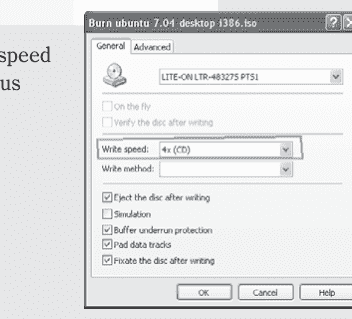 Burn ubuntu 7.04 desktop i386.iso
General Advanced
speed
us
LITE-ON LTR-48327S PTS1
On the fly
Verify the disc after writing
Write speed: 4x (CD)
Write method:
Eject the disc after writing
Simulation
Buffer underrun protection
Pad data tracks
Fixate the disc after writing
OK Cancel Help